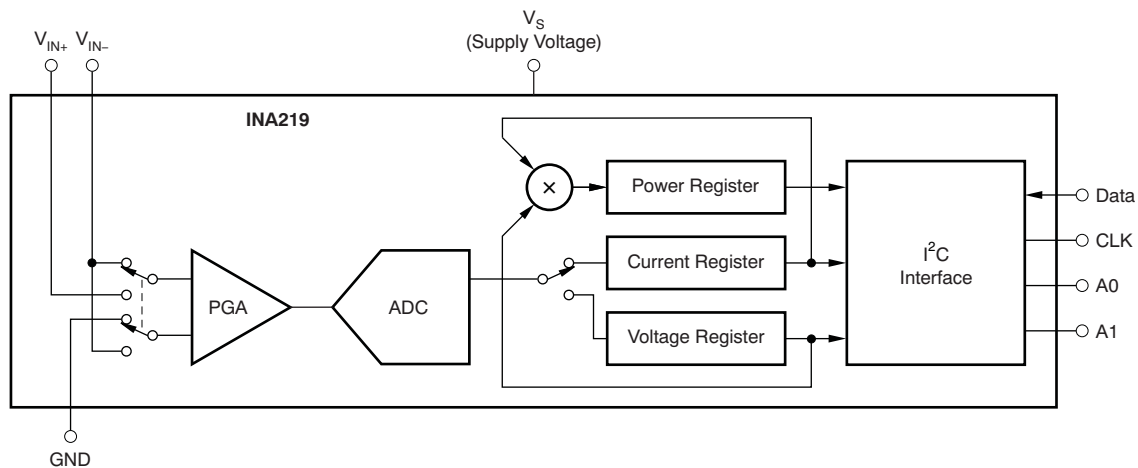 V_IN+ V_IN–
V_S
(Supply Voltage)
INA219
×
Power Register
Data
CLK
Current Register
I²C
Interface
PGA
ADC
A0
Voltage Register
A1
GND